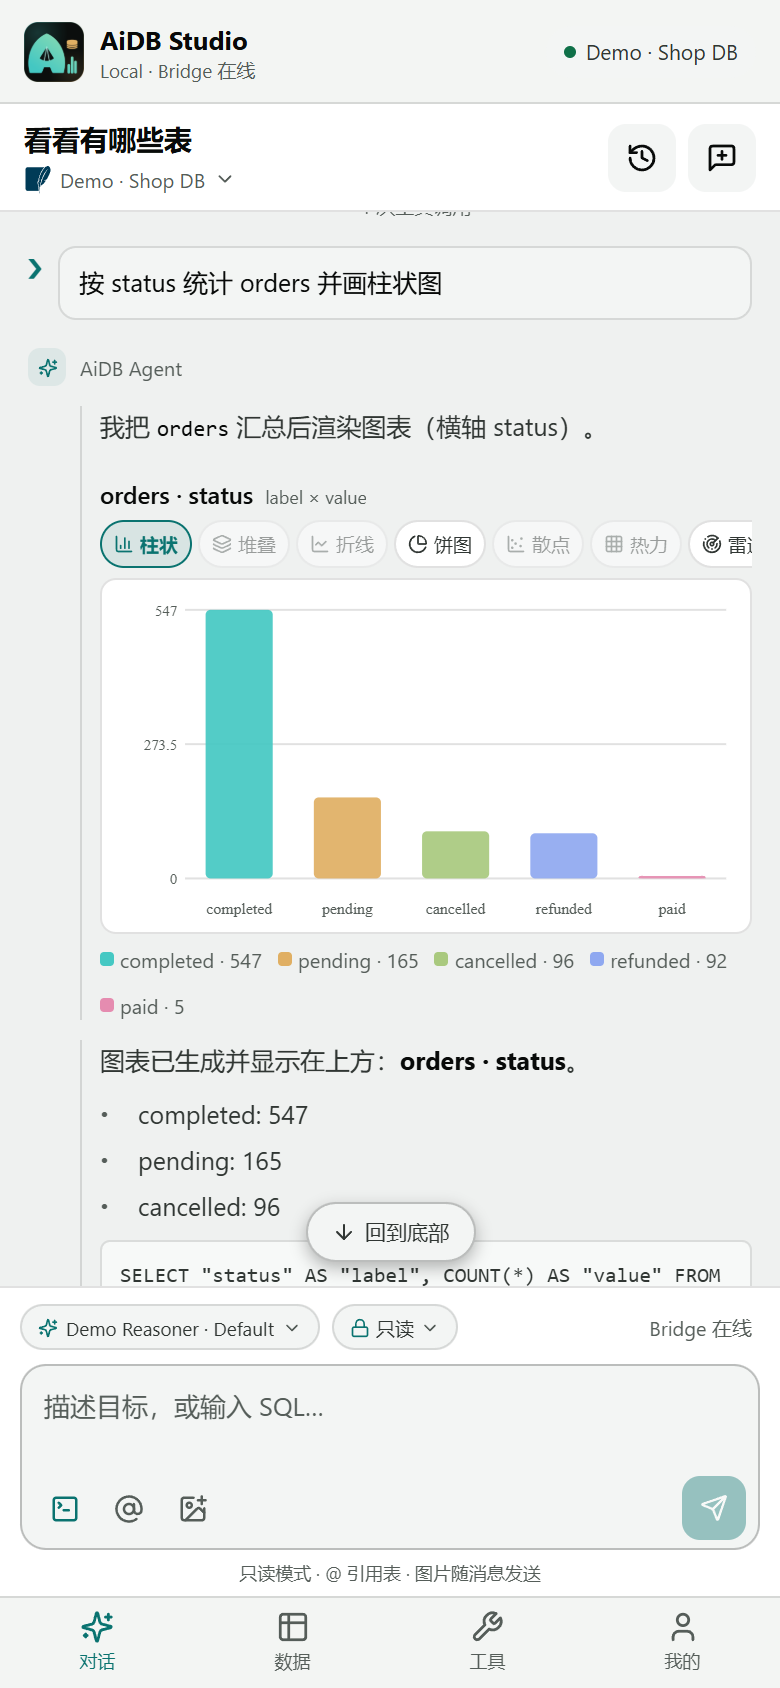 AiDB Studio
Local · Bridge 在线
Demo · Shop DB
看看有哪些表
Demo · Shop DB
按 status 统计 orders 并画柱状图
AiDB Agent
我把 orders 汇总后渲染图表（横轴 status）。
orders · status label × value
柱状 堆叠 折线 饼图 散点 热力
547
273.5
0
completed pending cancelled refunded paid
completed · 547 pending · 165 cancelled · 96 refunded · 92
paid · 5
图表已生成并显示在上方：orders · status。
• completed: 547
• pending: 165
• cancelled: 96
回到底部
SELECT "status" AS "label", COUNT(*) AS "value" FROM
Demo Reasoner · Default 只读 Bridge 在线
描述目标，或输入 SQL...
只读模式 · @ 引用表 · 图片随消息发送
对话 数据 工具 我的